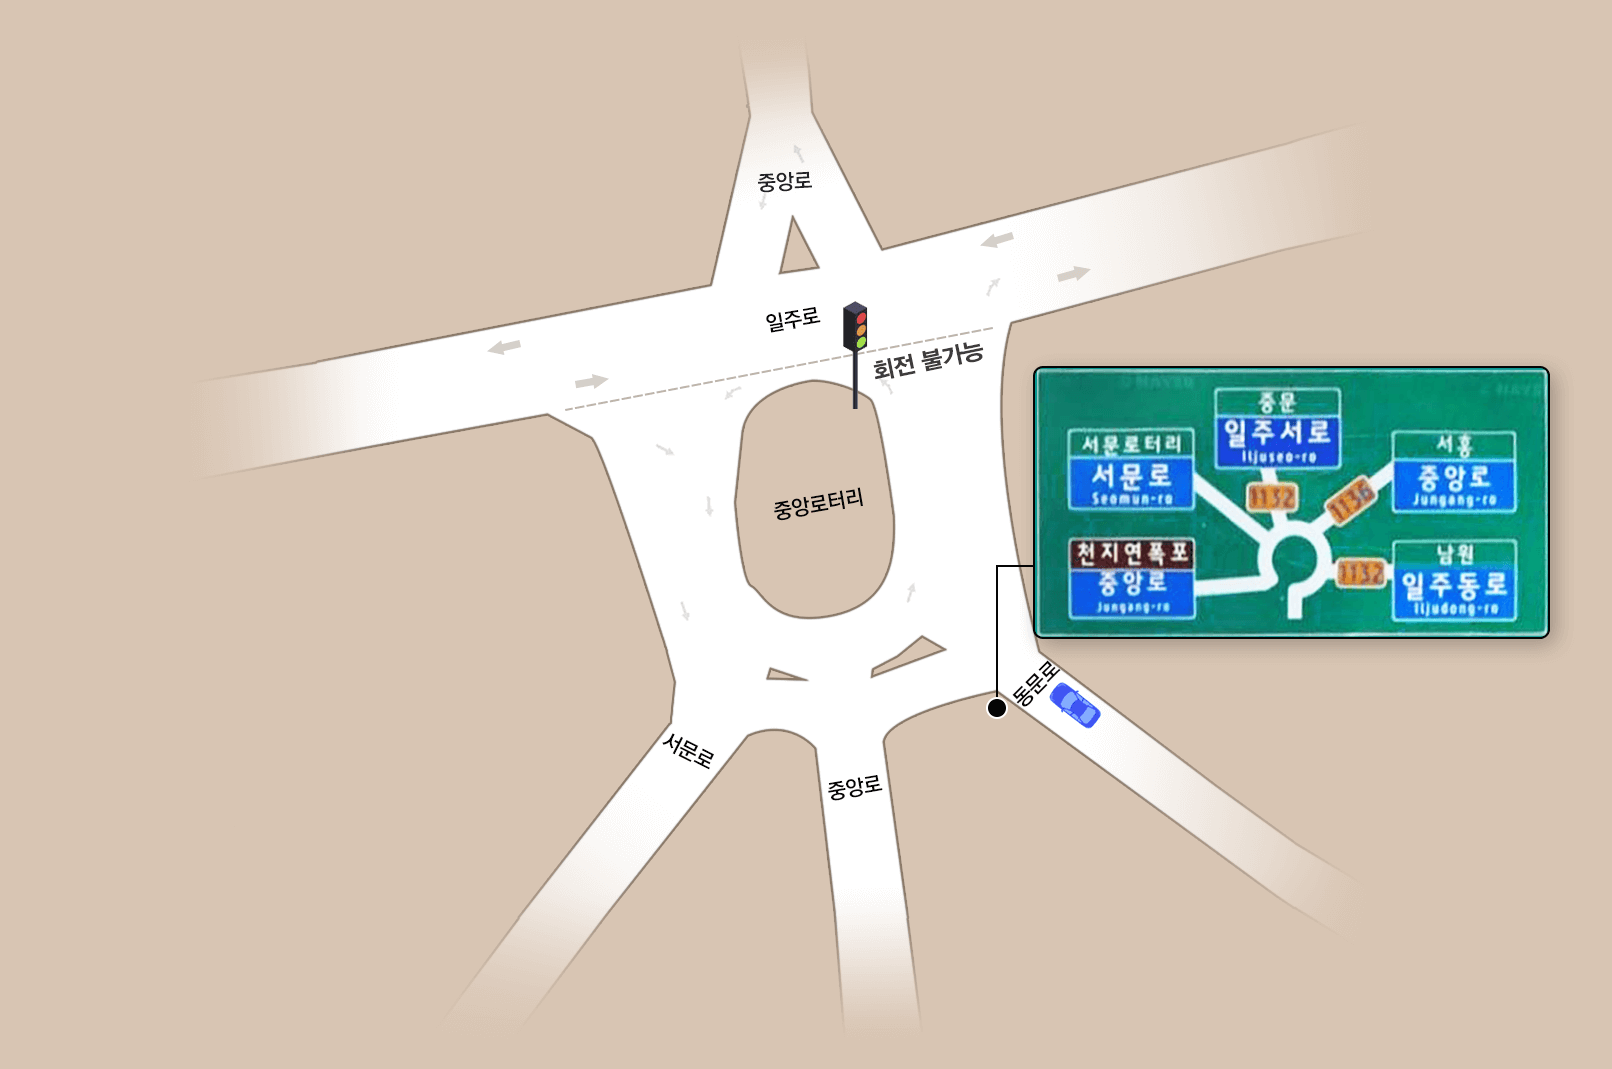 중앙로
일주로
회전 불가능
중앙로터리
동문로
서문로
중앙로
중문
일주서로
Iljuseo-ro
서문로터리
서문로
Seomun-ro
서홍
중앙로
Jungang-ro
1132
1136
천지연폭포
중앙로
Jungang-ro
1132
남원
일주동로
Iljudong-ro